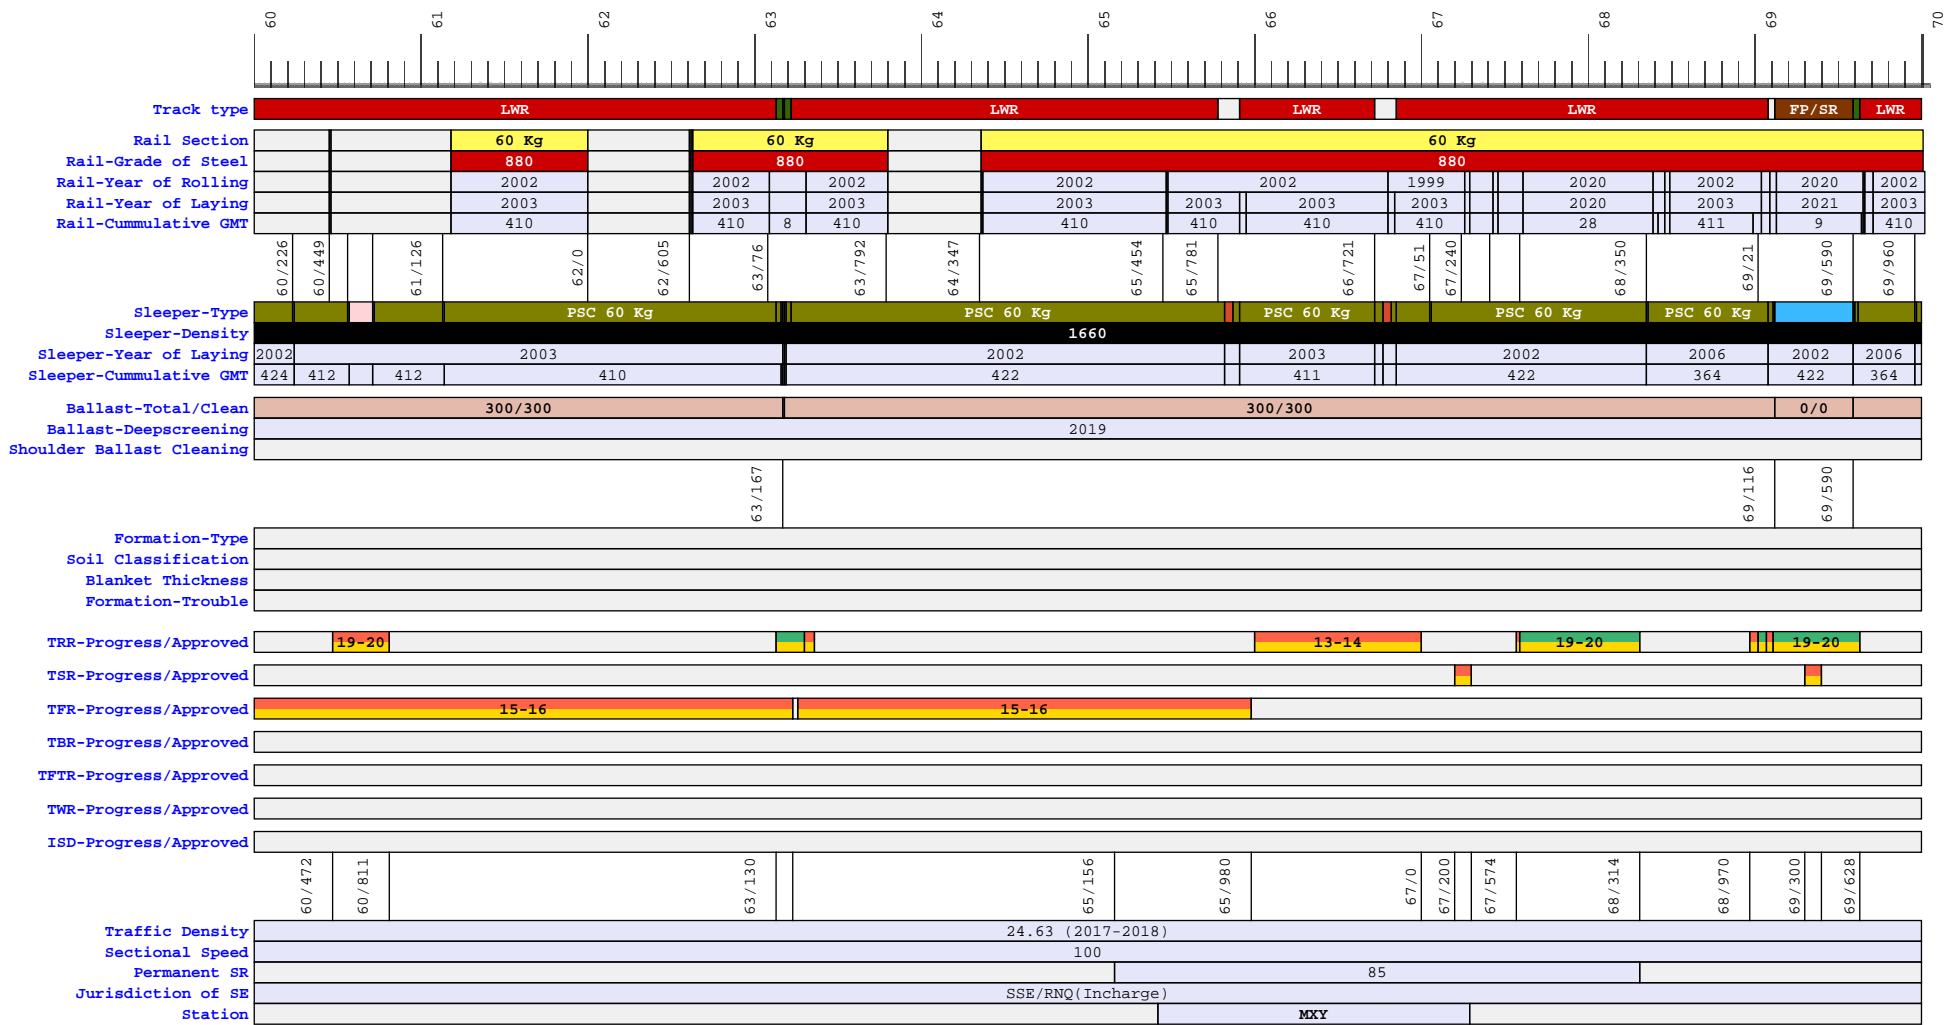 60 61 62 63 64 65 66 67 68 69 70
Track type LWR LWR LWR LWR FP/SR LWR
Rail Section 60 Kg 60 Kg 60 Kg
Rail-Grade of Steel 880 880 880
Rail-Year of Rolling 2002 2002 2002 2002 2002 1999 2020 2002 2020 2002
Rail-Year of Laying 2003 2003 2003 2003 2003 2003 2003 2020 2003 2021 2003
Rail-Cummulative GMT 410 410 8 410 410 410 410 410 28 411 9 410
60/226 60/449 61/126 62/0 62/605 63/76 63/792 64/347 65/454 65/781 66/721 67/51 67/240 68/350 69/21 69/590 69/960
Sleeper-Type PSC 60 Kg PSC 60 Kg PSC 60 Kg PSC 60 Kg PSC 60 Kg
Sleeper-Density 1660
Sleeper-Year of Laying 2002 2003 2002 2003 2002 2006 2002 2006
Sleeper-Cummulative GMT 424 412 412 410 422 411 422 364 422 364
Ballast-Total/Clean 300/300 300/300 0/0
Ballast-Deepscreening 2019
Shoulder Ballast Cleaning
63/167 69/116 69/590
Formation-Type
Soil Classification
Blanket Thickness
Formation-Trouble
TRR-Progress/Approved 19-20 13-14 19-20 19-20
TSR-Progress/Approved
TFR-Progress/Approved 15-16 15-16
TBR-Progress/Approved
TFTR-Progress/Approved
TWR-Progress/Approved
ISD-Progress/Approved
60/472 60/811 63/130 65/156 65/980 67/0 67/200 67/574 68/314 68/970 69/300 69/628
Traffic Density 24.63 (2017-2018)
Sectional Speed 100
Permanent SR 85
Jurisdiction of SE SSE/RNQ(Incharge)
Station MXY